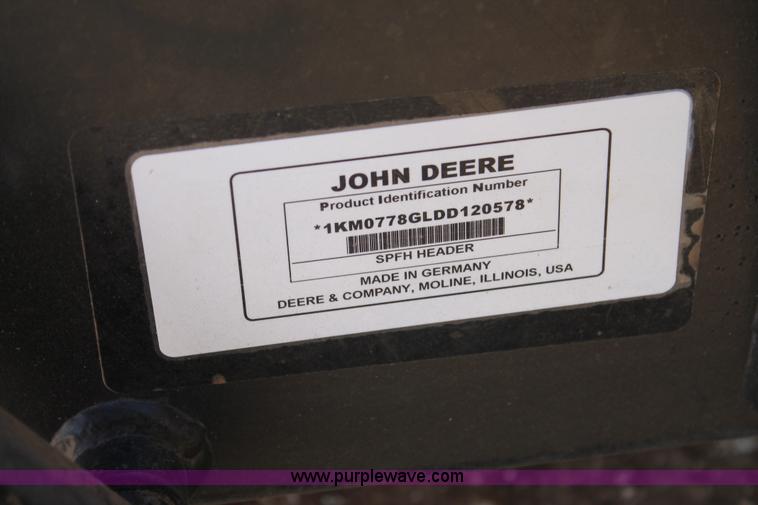 JOHN DEERE
Product Identification Number
*1KM0778GLDD120578*
SPFH HEADER
MADE IN GERMANY
DEERE & COMPANY, MOLINE, ILLINOIS, USA
www.purplewave.com